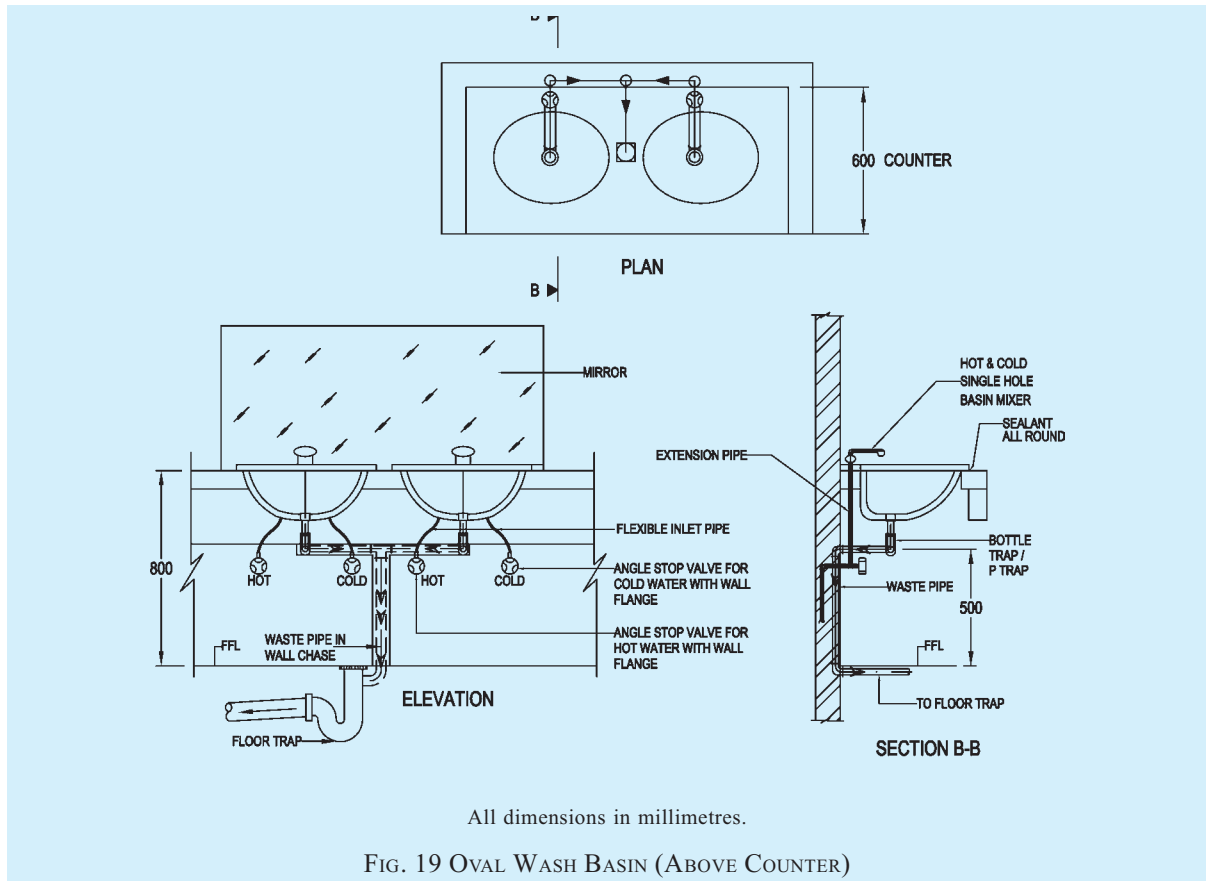 B
600 COUNTER
PLAN
B
MIRROR
800
HOT
COLD
HOT
COLD
FLEXIBLE INLET PIPE
ANGLE STOP VALVE FOR
COLD WATER WITH WALL
FLANGE
ANGLE STOP VALVE FOR
HOT WATER WITH WALL
FLANGE
WASTE PIPE IN
WALL CHASE
FFL
FLOOR TRAP
ELEVATION
HOT & COLD
SINGLE HOLE
BASIN MIXER
SEALANT
ALL ROUND
EXTENSION PIPE
BOTTLE
TRAP /
P TRAP
WASTE PIPE
500
FFL
TO FLOOR TRAP
SECTION B-B
All dimensions in millimetres.
FIG. 19 OVAL WASH BASIN (ABOVE COUNTER)